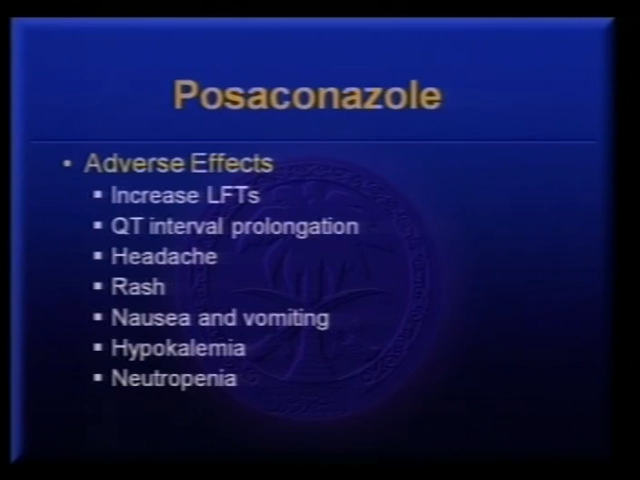 Posaconazole
• Adverse Effects
▪ Increase LFTs
▪ QT interval prolongation
▪ Headache
▪ Rash
▪ Nausea and vomiting
▪ Hypokalemia
▪ Neutropenia